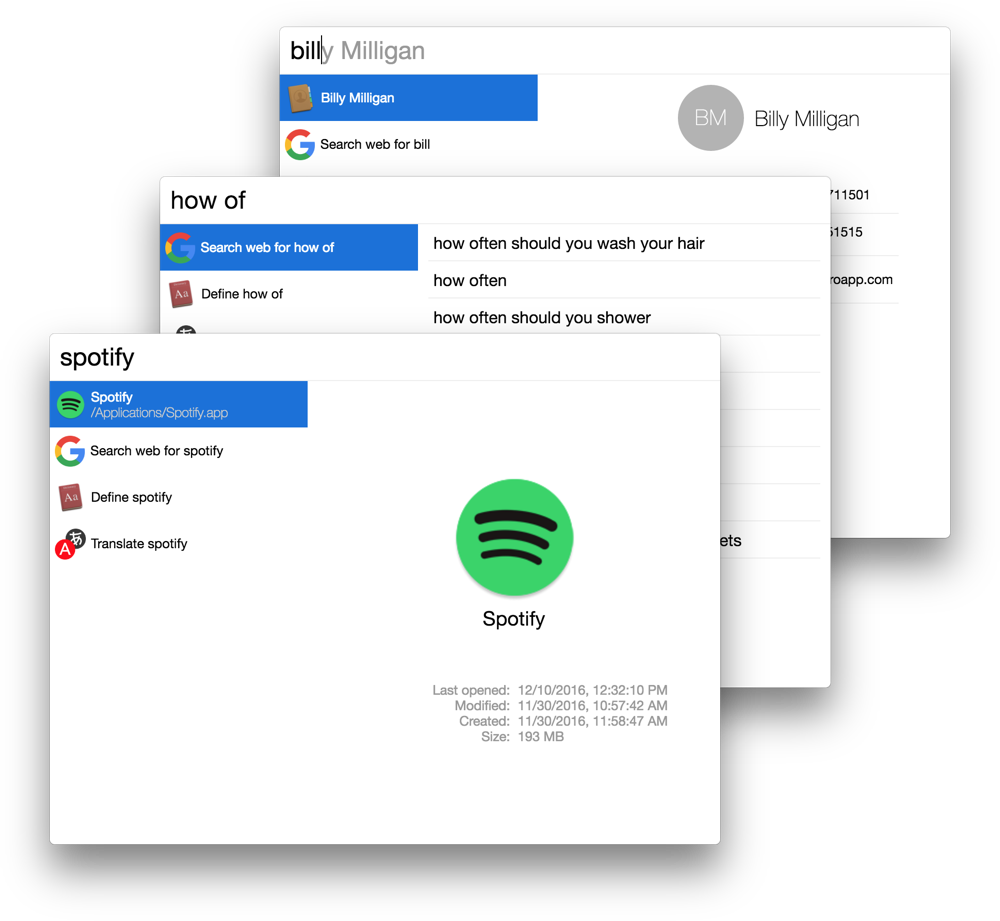 billy Milligan
Billy Milligan
Search web for bill
BM
Billy Milligan
711501
51515
roapp.com
how of
Search web for how of
Define how of
how often should you wash your hair
how often
how often should you shower
ets
spotify
Spotify
/Applications/Spotify.app
Search web for spotify
Aa
Define spotify
A あ
Translate spotify
Spotify
Last opened: 12/10/2016, 12:32:10 PM
Modified: 11/30/2016, 10:57:42 AM
Created: 11/30/2016, 11:58:47 AM
Size: 193 MB